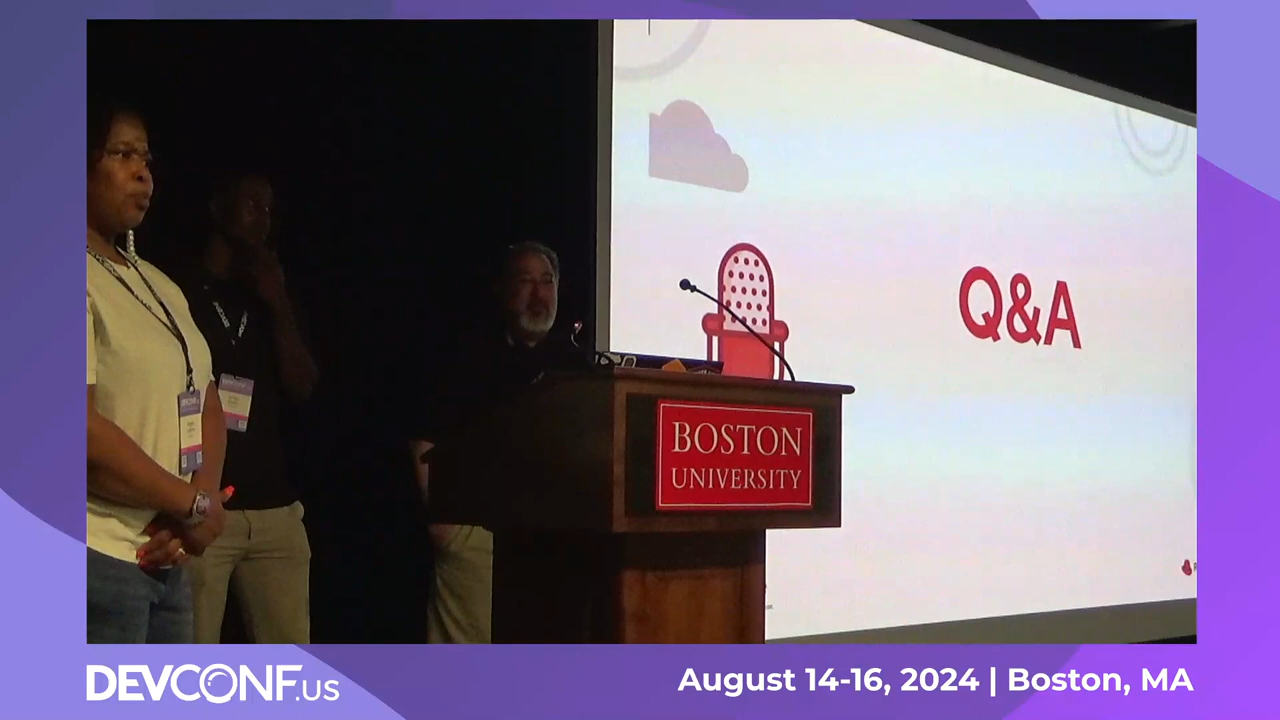 Q&A
BOSTON
UNIVERSITY
DEVCONF.US
August 14-16, 2024 | Boston, MA